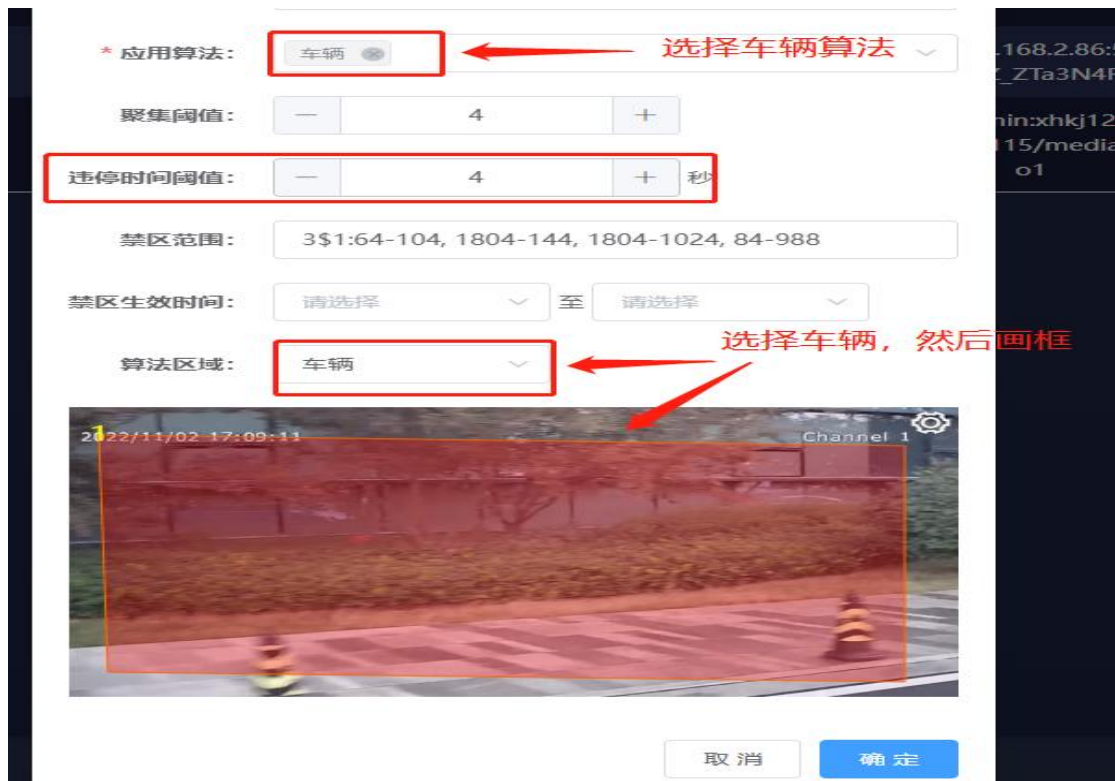 * 应用算法: 车辆 选择车辆算法
.168.2.86:
_ZTa3N4F
聚集阈值: — 4 +
min:xhkj12
115/media
o1
违停时间阈值: — 4 + 秒
禁区范围: 3$1:64-104, 1804-144, 1804-1024, 84-988
禁区生效时间: 请选择 至 请选择
选择车辆，然后画框
算法区域: 车辆
1
2022/11/02 17:09:11 Channel 1
取消 确定